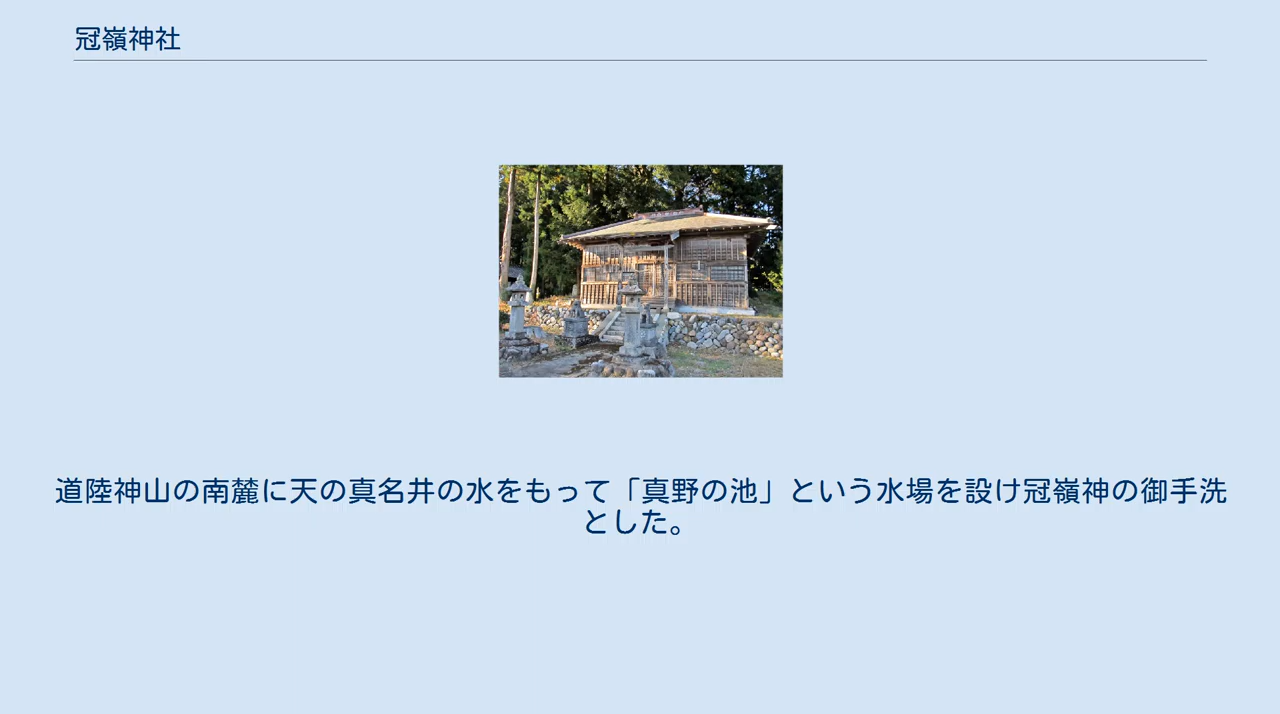 冠嶺神社
道陸神山の南麓に天の真名井の水をもって「真野の池」という水場を設け冠嶺神の御手洗
とした。